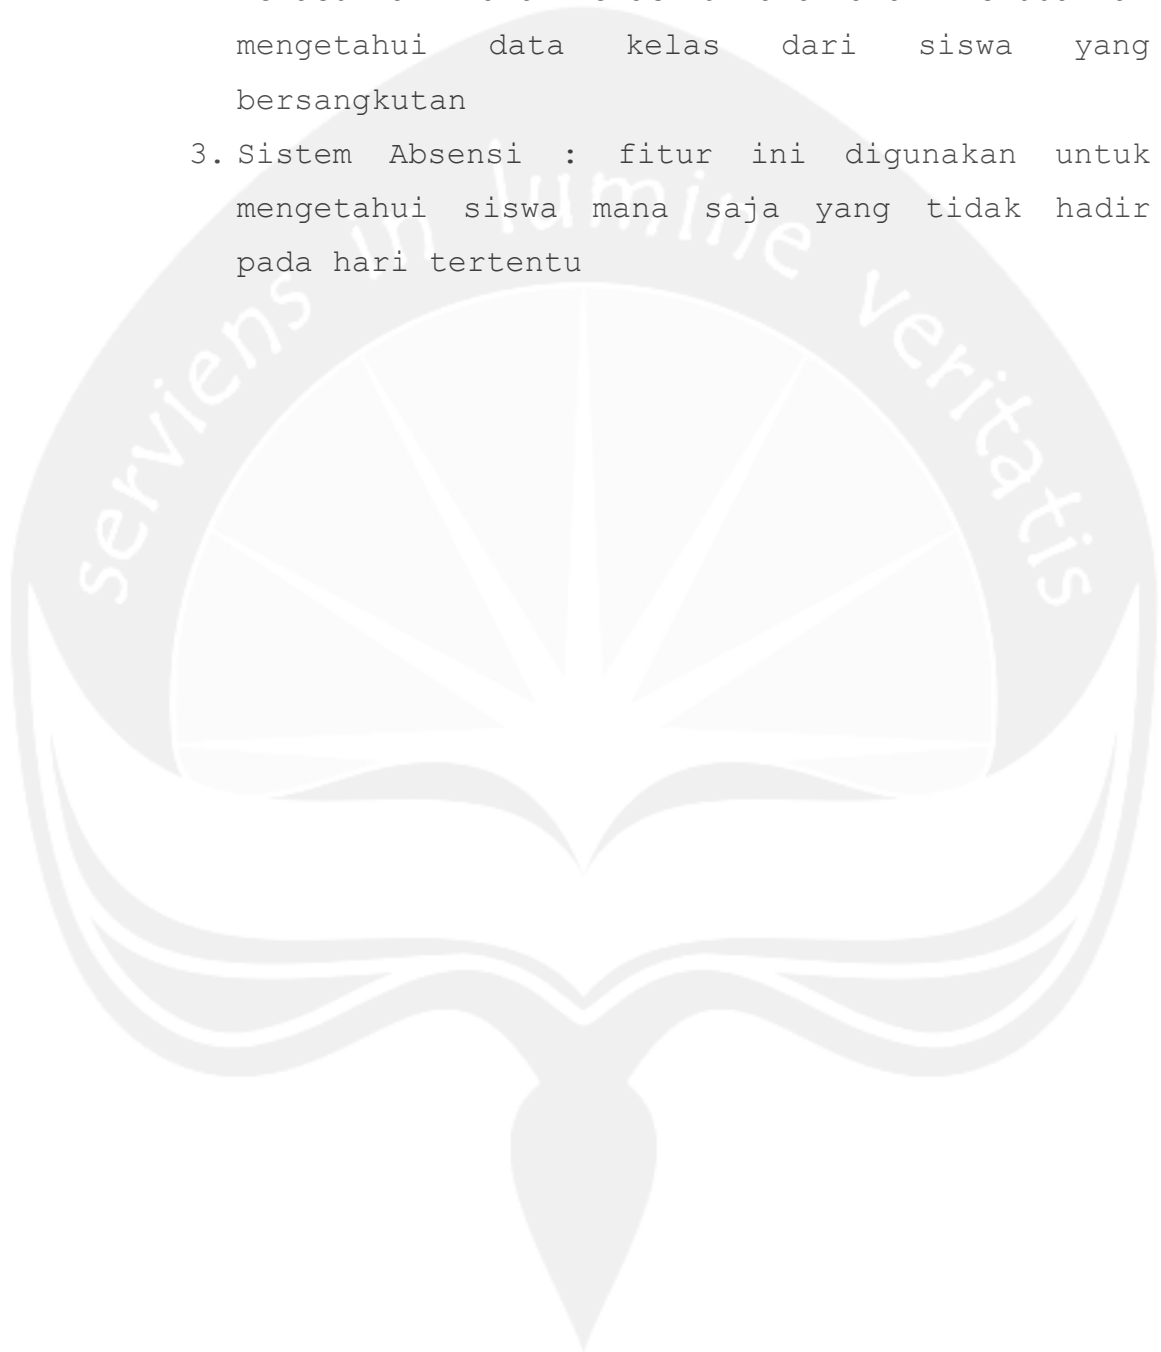 mengetahui data kelas dari siswa yang
bersangkutan
3. Sistem Absensi : fitur ini digunakan untuk
mengetahui siswa mana saja yang tidak hadir
pada hari tertentu
serviens in lumine veritatis